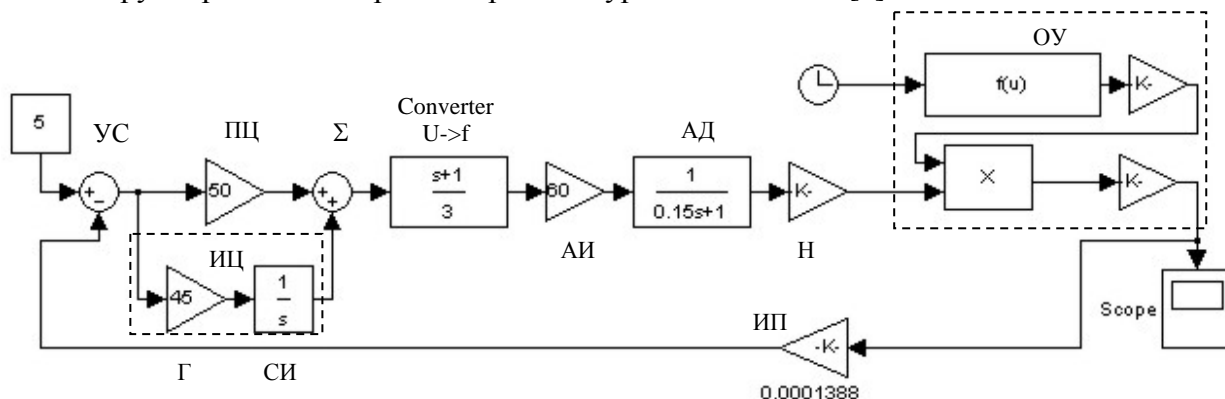 ОУ
f(u)
K-
Converter
U->f
5
УС
ПЦ
Σ
АД
50
s+1
3
60
1
0.15s+1
K-
×
K-
ИЦ
АИ
Н
45
1
s
Scope
ИП
-K-
Г
СИ
0.0001388